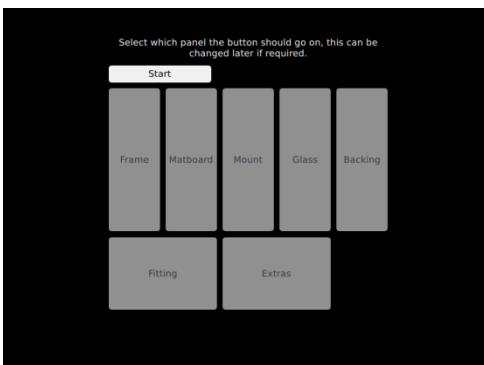 Select which panel the button should go on, this can be
changed later if required.
Start
Frame
Matboard
Mount
Glass
Backing
Fitting
Extras